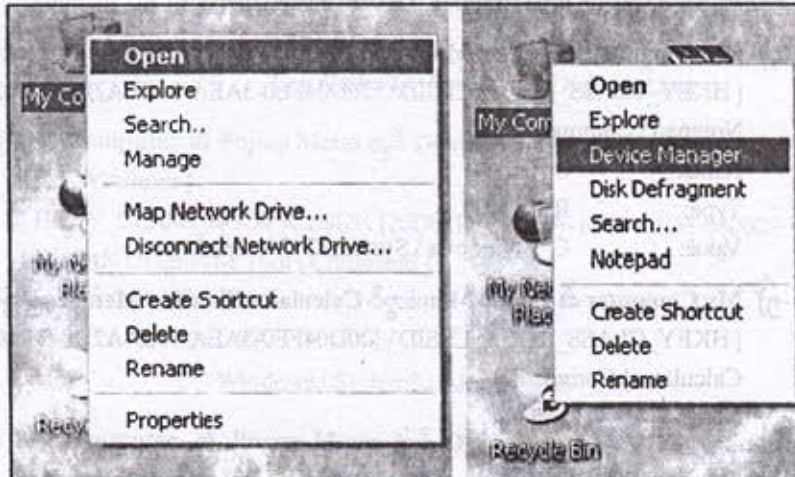 Open
Explore
Search..
Manage
Map Network Drive...
Disconnect Network Drive...
Create Shortcut
Delete
Rename
Properties
My Co
My Com
Open
Explore
Device Manager
Disk Defragment
Search...
Notepad
Create Shortcut
Delete
Rename
Recycle Bin